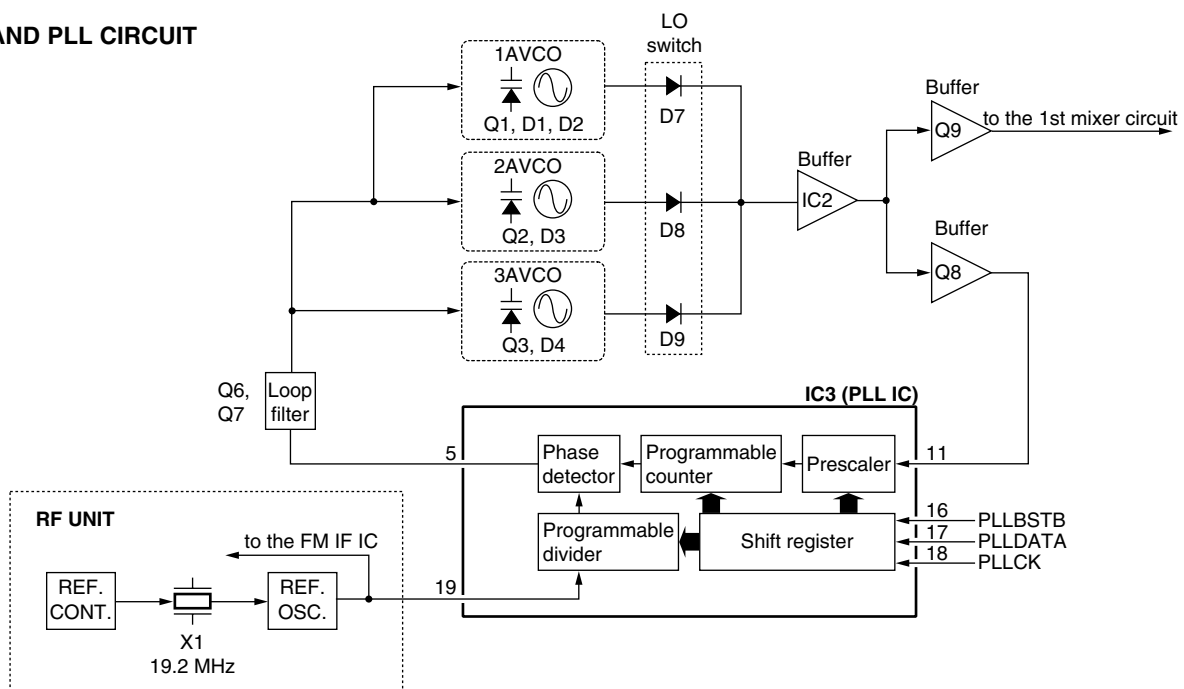 AND PLL CIRCUIT
LO
switch
1AVCO
Q1, D1, D2
D7
2AVCO
Q2, D3
D8
3AVCO
Q3, D4
D9
Buffer
IC2
Buffer
Q9
to the 1st mixer circuit
Buffer
Q8
Q6,
Q7
Loop
filter
IC3 (PLL IC)
5
Phase
detector
Programmable
counter
Prescaler
11
Programmable
divider
Shift register
16
PLLBSTB
17
PLLDATA
18
PLLCK
19
RF UNIT
to the FM IF IC
REF.
CONT.
X1
19.2 MHz
REF.
OSC.